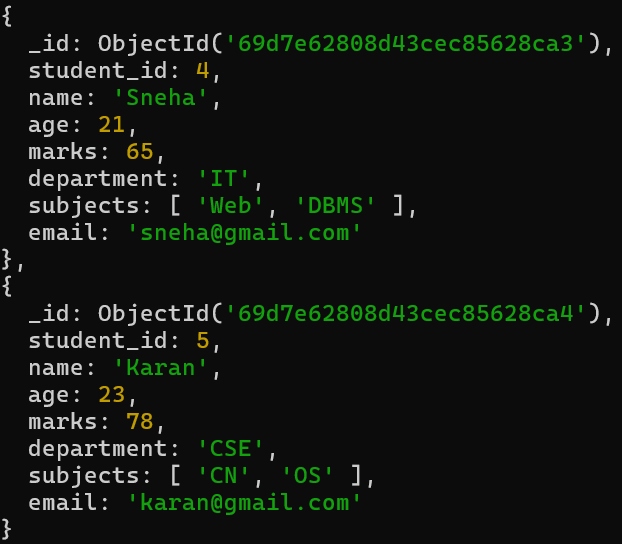 {
  _id: ObjectId('69d7e62808d43cec85628ca3'),
  student_id: 4,
  name: 'Sneha',
  age: 21,
  marks: 65,
  department: 'IT',
  subjects: [ 'Web', 'DBMS' ],
  email: 'sneha@gmail.com'
},
{
  _id: ObjectId('69d7e62808d43cec85628ca4'),
  student_id: 5,
  name: 'Karan',
  age: 23,
  marks: 78,
  department: 'CSE',
  subjects: [ 'CN', 'OS' ],
  email: 'karan@gmail.com'
}